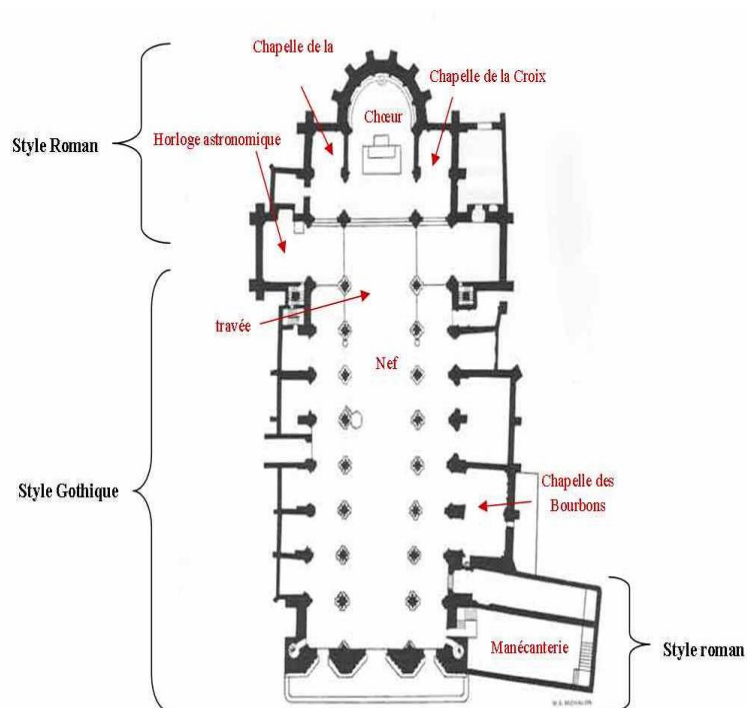 Chapelle de la
Chapelle de la Croix
Chœur
Style Roman
Horloge astronomique
travée
Nef
Style Gothique
Chapelle des
Bourbons
Manécanterie
Style roman